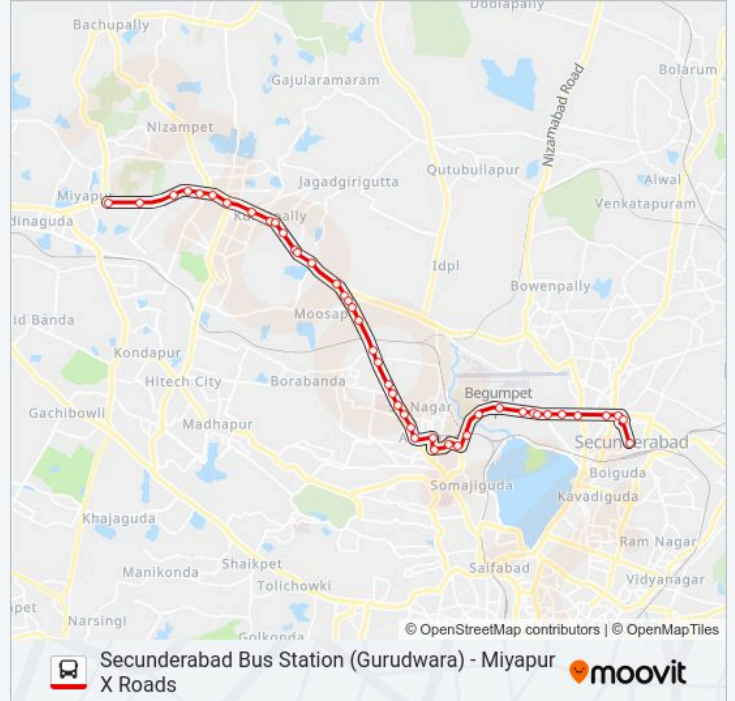 Bachupally
Doolapally
Gajularamaram
Bolarum
Nizamabad Road
Nizampet
Qutubullapur
Jagadgirigutta
Alwal
Miyapur
Venkatapuram
dinaguda
Idpl
Bowenpally
id Banda
Moosap
Kondapur
Hitech City
Borabanda
Begumpet
Gachibowli
Nagar
Madhapur
Secunderabad
Boiguda
Somajiguda
Kavadiguda
Khajaguda
Ram Nagar
Shaikpet
Saifabad
Manikonda
Vidyanagar
Tolichowki
apet
Narsingi
Golkonda
© OpenStreetMap contributors | © OpenMapTiles
Secunderabad Bus Station (Gurudwara) - Miyapur
X Roads
moovit